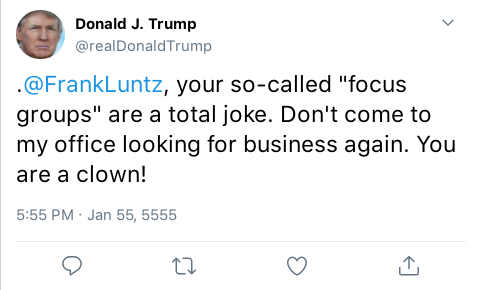 Donald J. Trump
@realDonaldTrump
.@FrankLuntz, your so-called "focus
groups" are a total joke. Don't come to
my office looking for business again. You
are a clown!
5:55 PM · Jan 55, 5555